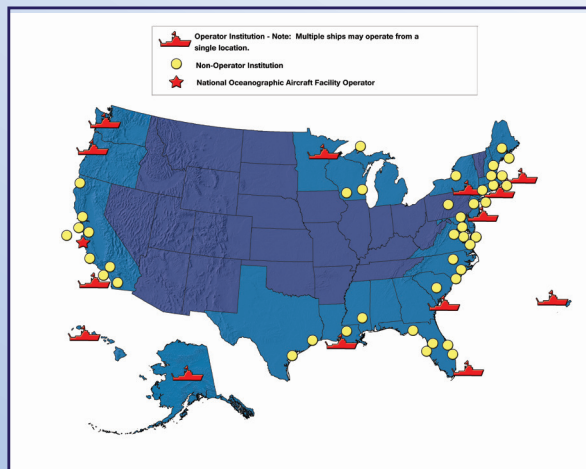 Operator Institution - Note: Multiple ships may operate from a
single location.
Non-Operator Institution
National Oceanographic Aircraft Facility Operator